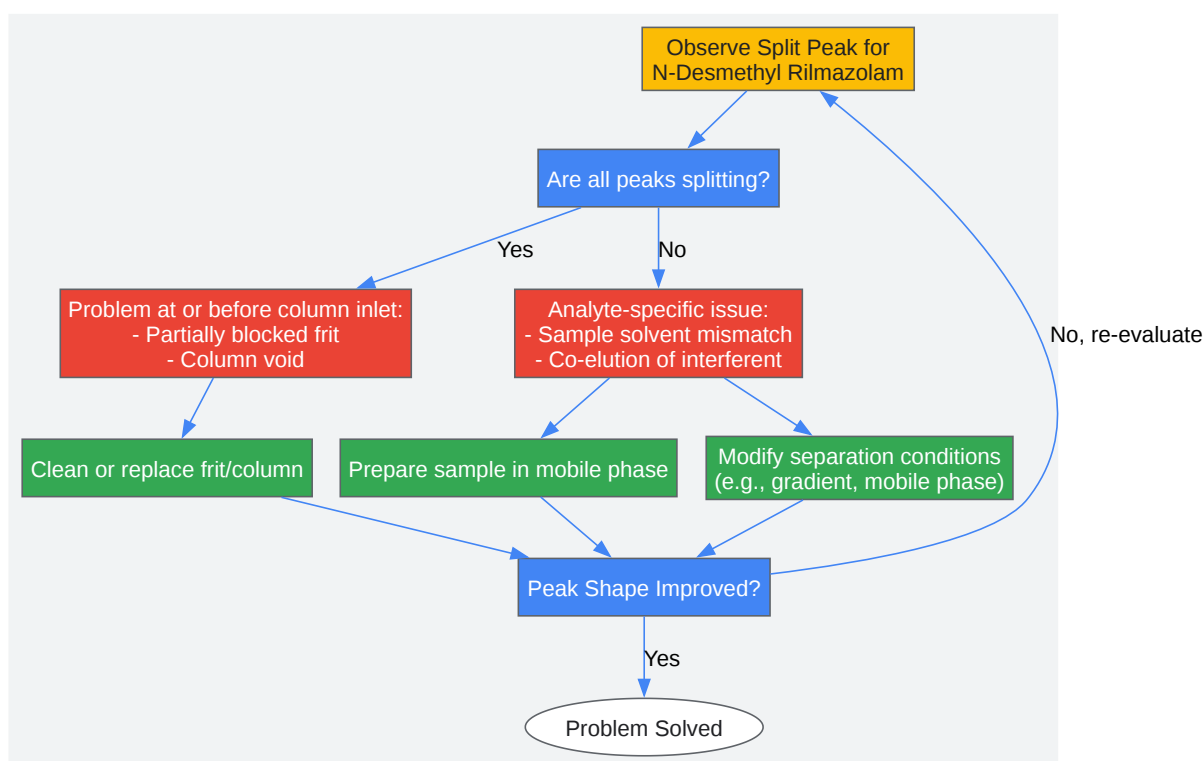 Observe Split Peak for
N-Desmethyl Rilmazolam
Are all peaks splitting?
Yes
No
Problem at or before column inlet:
- Partially blocked frit
- Column void
Analyte-specific issue:
- Sample solvent mismatch
- Co-elution of interferent
No, re-evaluate
Clean or replace frit/column
Prepare sample in mobile phase
Modify separation conditions
(e.g., gradient, mobile phase)
Peak Shape Improved?
Yes
Problem Solved